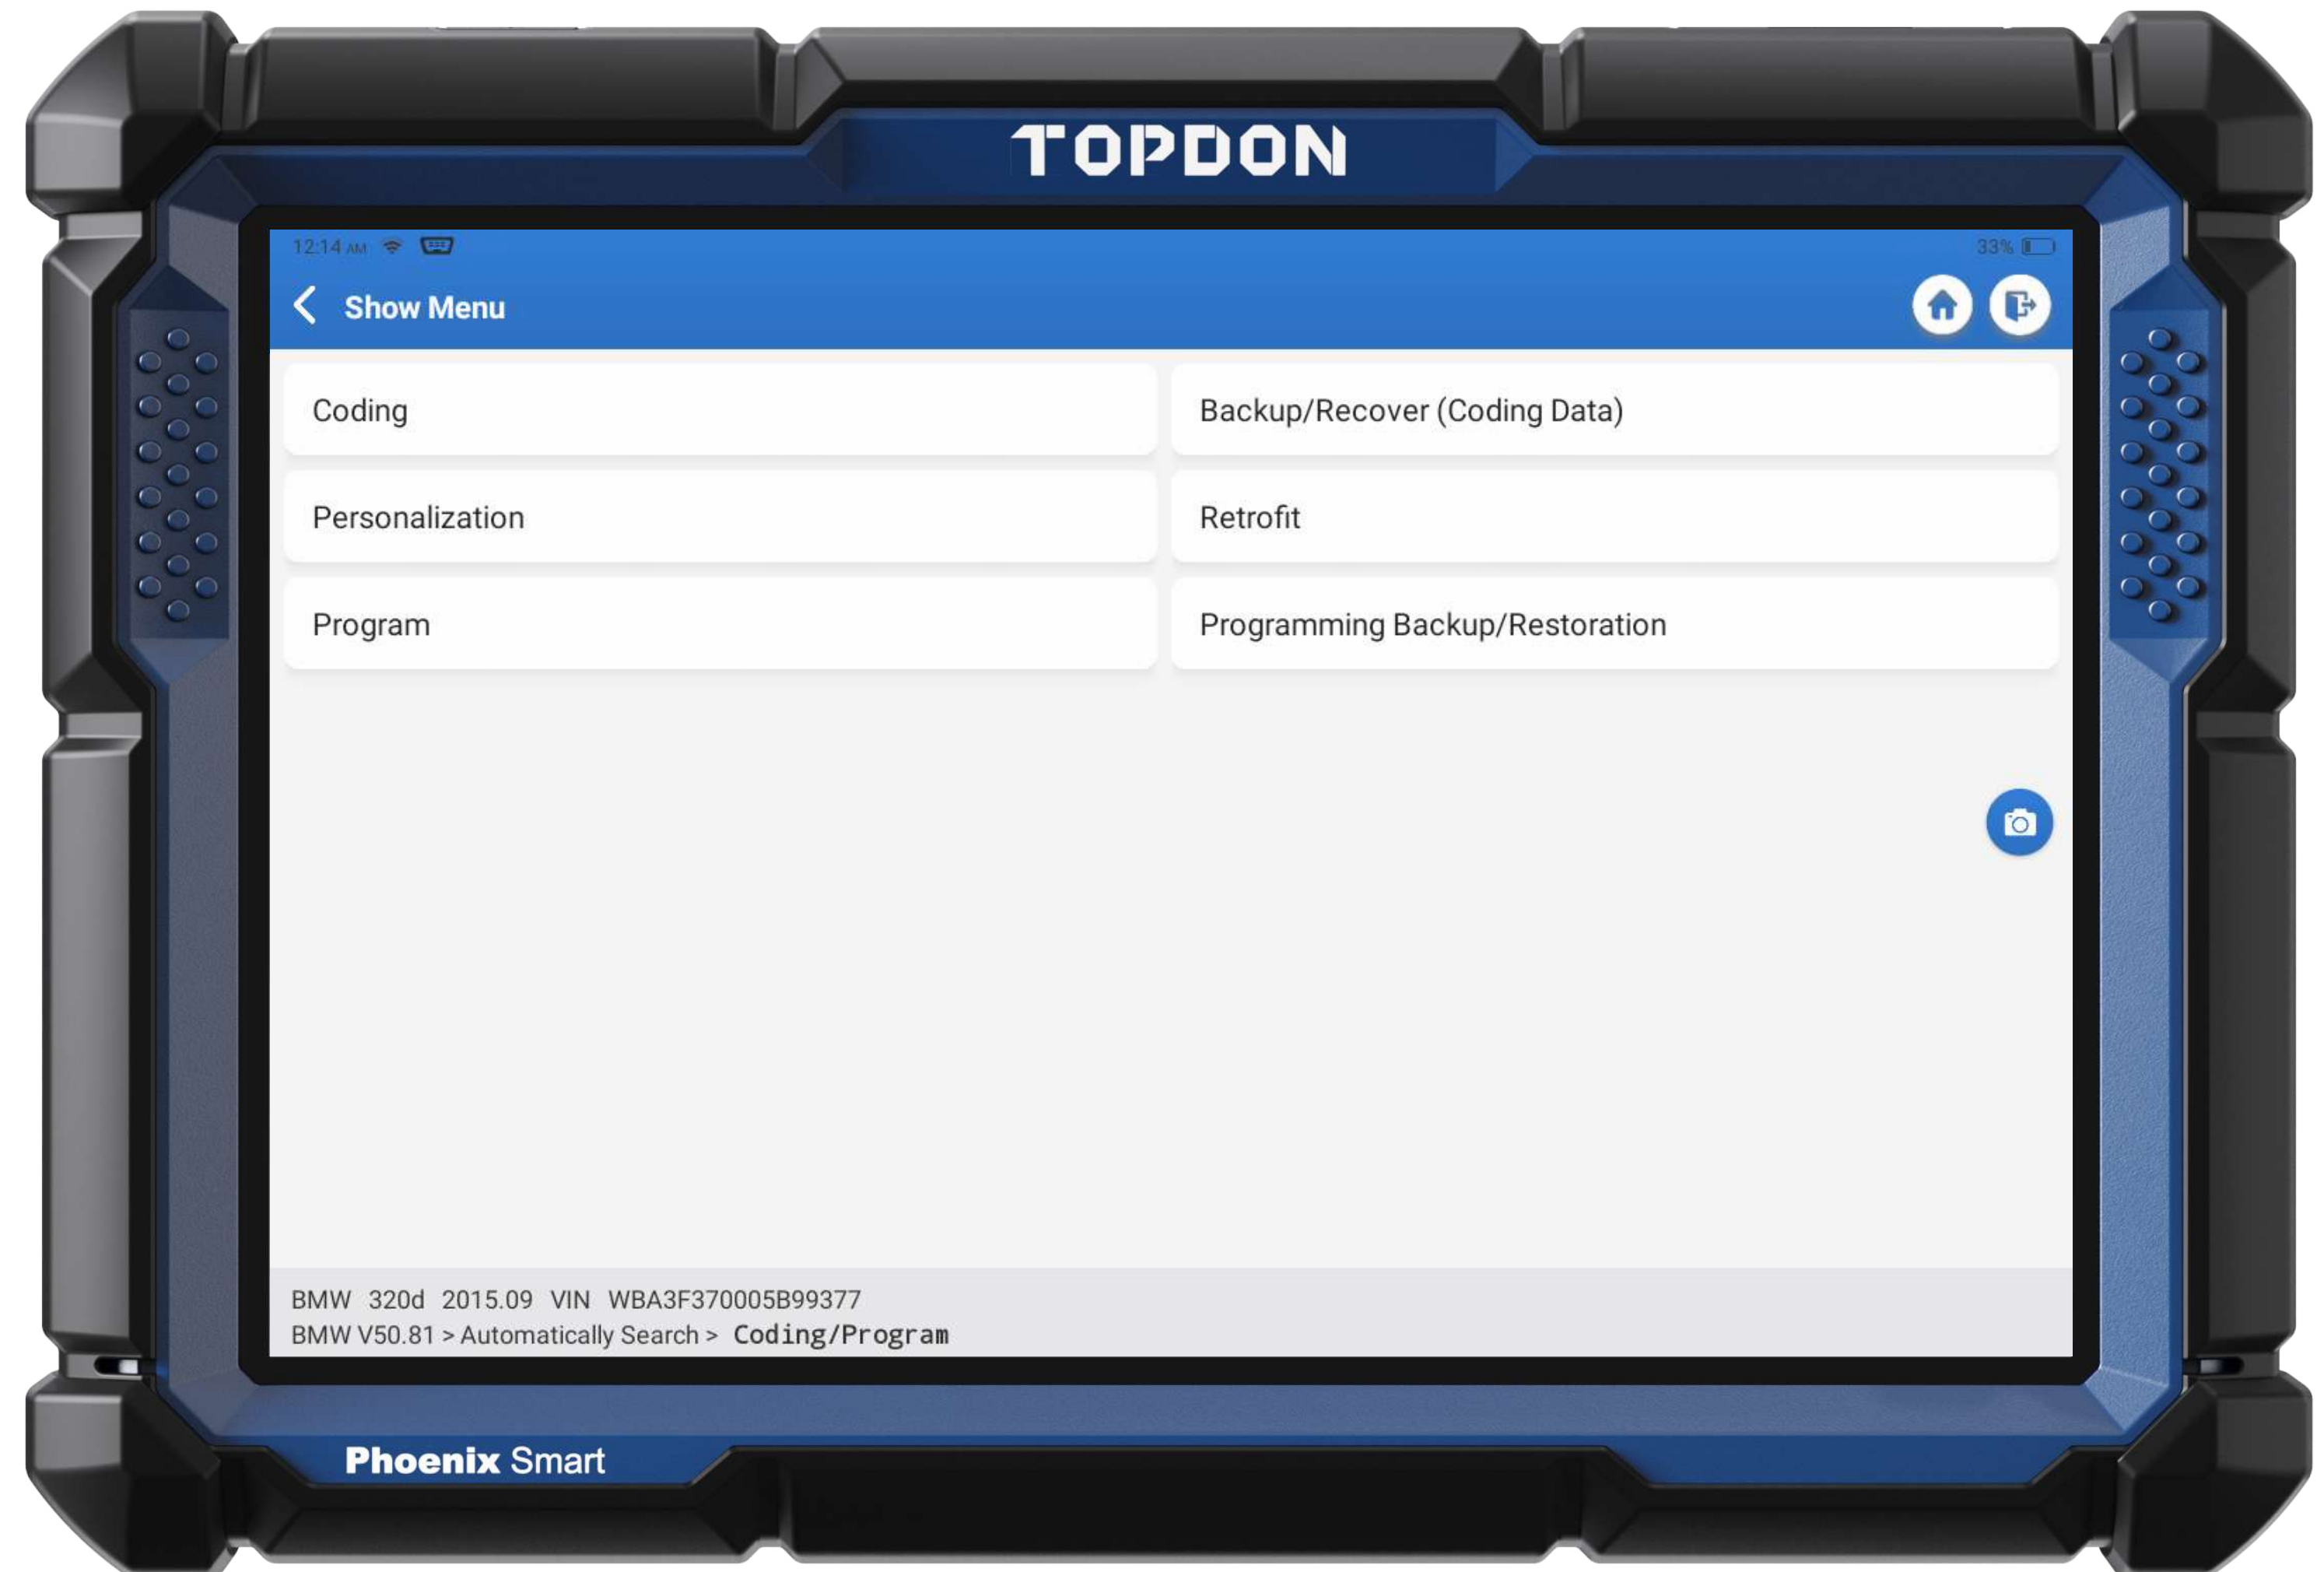 TOPDON
12:14 AM
33%
Show Menu
Coding
Backup/Recover (Coding Data)
Personalization
Retrofit
Program
Programming Backup/Restoration
BMW 320d 2015.09 VIN WBA3F370005B99377
BMW V50.81 > Automatically Search > Coding/Program
Phoenix Smart